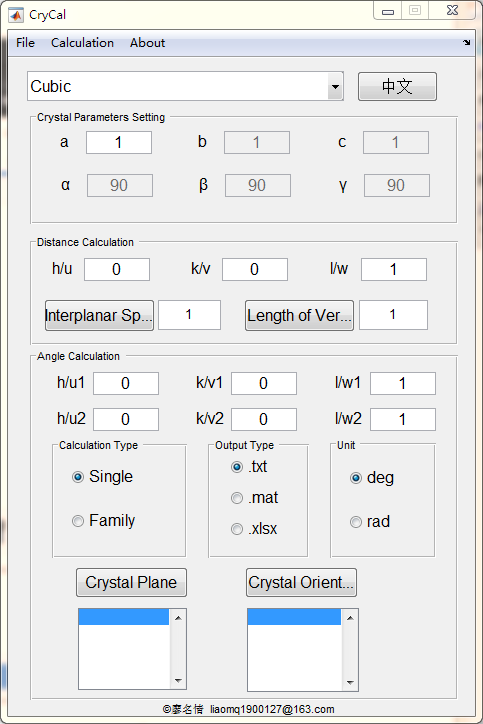 CryCal
File Calculation About
Cubic 中文
Crystal Parameters Setting
a 1 b 1 c 1
α 90 β 90 γ 90
Distance Calculation
h/u 0 k/v 0 l/w 1
Interplanar Sp... 1 Length of Ver... 1
Angle Calculation
h/u1 0 k/v1 0 l/w1 1
h/u2 0 k/v2 0 l/w2 1
Calculation Type Output Type Unit
Single .txt deg
Family .mat rad
.xlsx
Crystal Plane Crystal Orient...
©廖名情 liaomq1900127@163.com